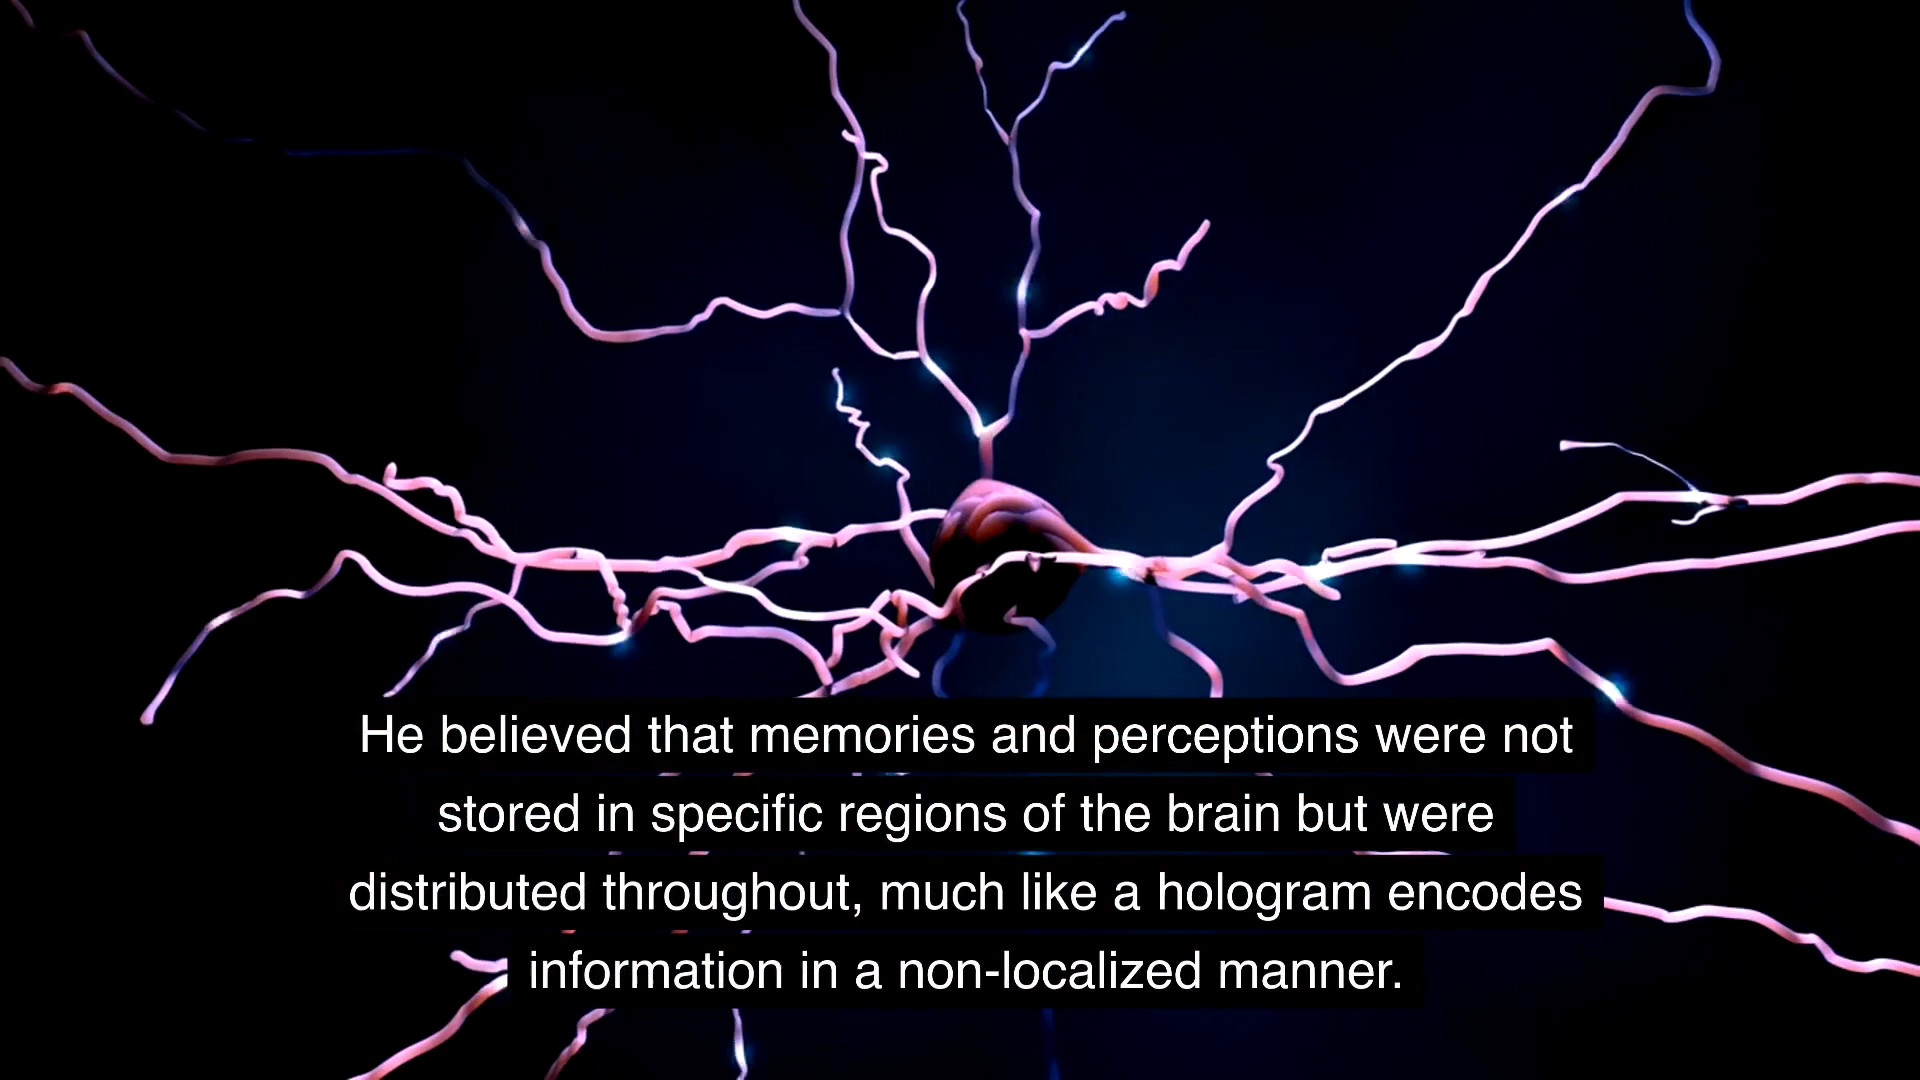 He believed that memories and perceptions were not
stored in specific regions of the brain but were
distributed throughout, much like a hologram encodes
information in a non-localized manner.